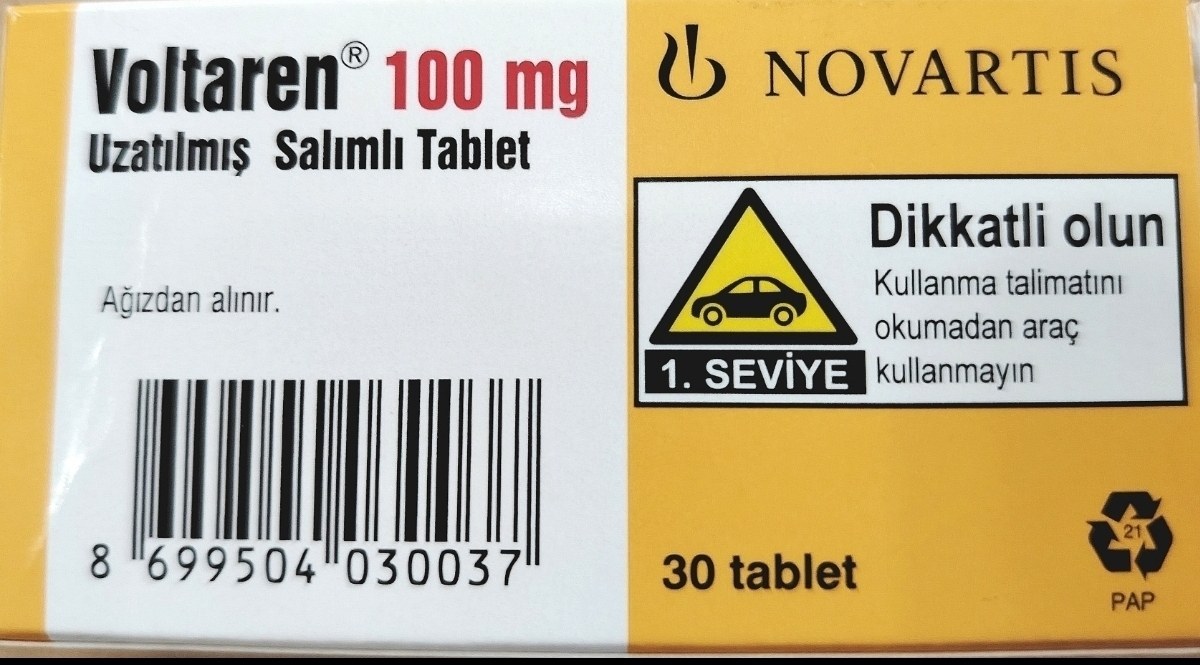 Voltaren® 100 mg
Uzatılmış Salımlı Tablet
Ağızdan alınır.
8 699504 030037
NOVARTIS
Dikkatli olun
Kullanma talimatını
okumadan araç
kullanmayın
1. SEVİYE
30 tablet
21
PAP